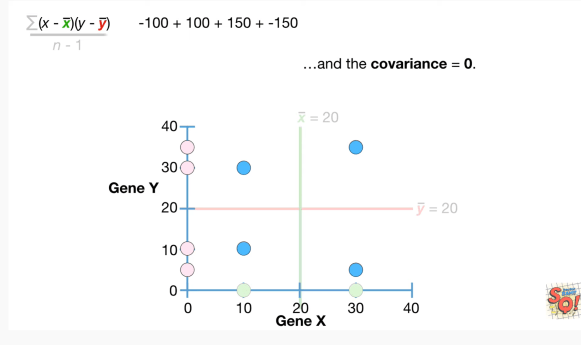 ∑(x - x̅)(y - y̅) -100 + 100 + 150 + -150
n - 1
…and the covariance = 0.
x̅ = 20
40
30
Gene Y
20
y̅ = 20
10
0
0 10 20 30 40
Gene X
SQ!